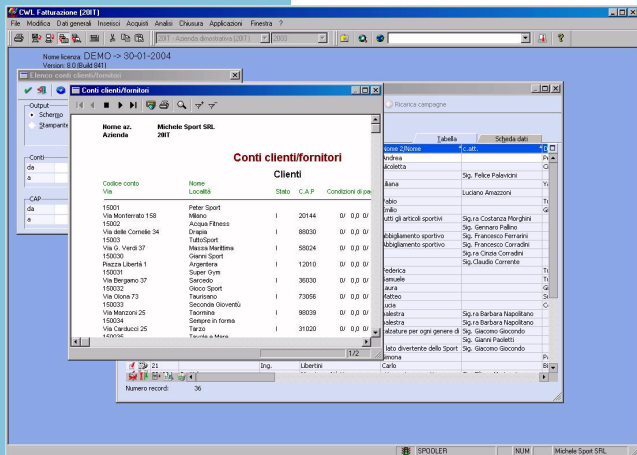 CWL Fatturazione [20IT]
File Modifica Dati generali Inserisci Acquisti Analisi Chiusura Applicazioni Finestra ?
20IT - Azienda dimostrativa (20IT) 2003
Nome licenza: DEMO -> 30-01-2004
Version: 8.0 (Build 841)
Elenco conti clienti/fornitori
Output
Schermo
Stampante
Conti
da
a
CAP
da
a
Conti clienti/fornitori
Nome az. Michele Sport SRL
Azienda 20IT
Conti clienti/fornitori
Clienti
Codice conto Nome
Via Località Stato C.A.P Condizioni di pag
15001 Peter Sport
Via Monterrato 158 Milano I 20144 0/ 0,0 0/
15002 Acqua Fitness
Via delle Cornelie 34 Drapia I 88030 0/ 0,0 0/
15003 TuttoSport
Via G. Verdi 37 Massa Marittima I 58024 0/ 0,0 0/
150030 Gianni Sport
Piazza Libertà 1 Argentera I 12010 0/ 0,0 0/
150031 Super Gym
Via Bergamo 37 Sarcedo I 36030 0/ 0,0 0/
150032 Gioco Sport
Via Olona 73 Taurisano I 73056 0/ 0,0 0/
150033 Seconda Gioventù
Via Manzoni 25 Taormina I 98039 0/ 0,0 0/
150034 Sempre in forma
Via Carducci 25 Tarzo I 31020 0/ 0,0 0/
150035 Tavola e Mare
1/2
Ricarica campagne
Tabella Scheda dati
Nome 2/Nome c.att.
Andrea
Nicoletta
Sig. Felice Palavicini
Liliana
Luciano Amazzoni
Fabio
Emilio
Tutti gli articoli sportivi Sig.ra Costanza Morghini
Sig. Gennaro Pallino
Abbigliamento sportivo Sig. Francesco Ferrarini
Abbigliamento sportivo Sig. Francesco Corradini
Sig.ra Cinzia Corradini
Sig.Claudio Corrente
Federica
Samuele
Laura
Matteo
Lucia
palestra Sig.ra Barbara Napolitano
palestra Sig.ra Barbara Napolitano
calzature per ogni genere di Sig. Giacomo Giocondo
Sig. Gianni Paoletti
Il lato divertente dello Sport Sig. Giacomo Giocondo
Simona
21 Ing. Libertini Carlo
Numero record: 36
SPOOLER NUM Michele Sport SRL